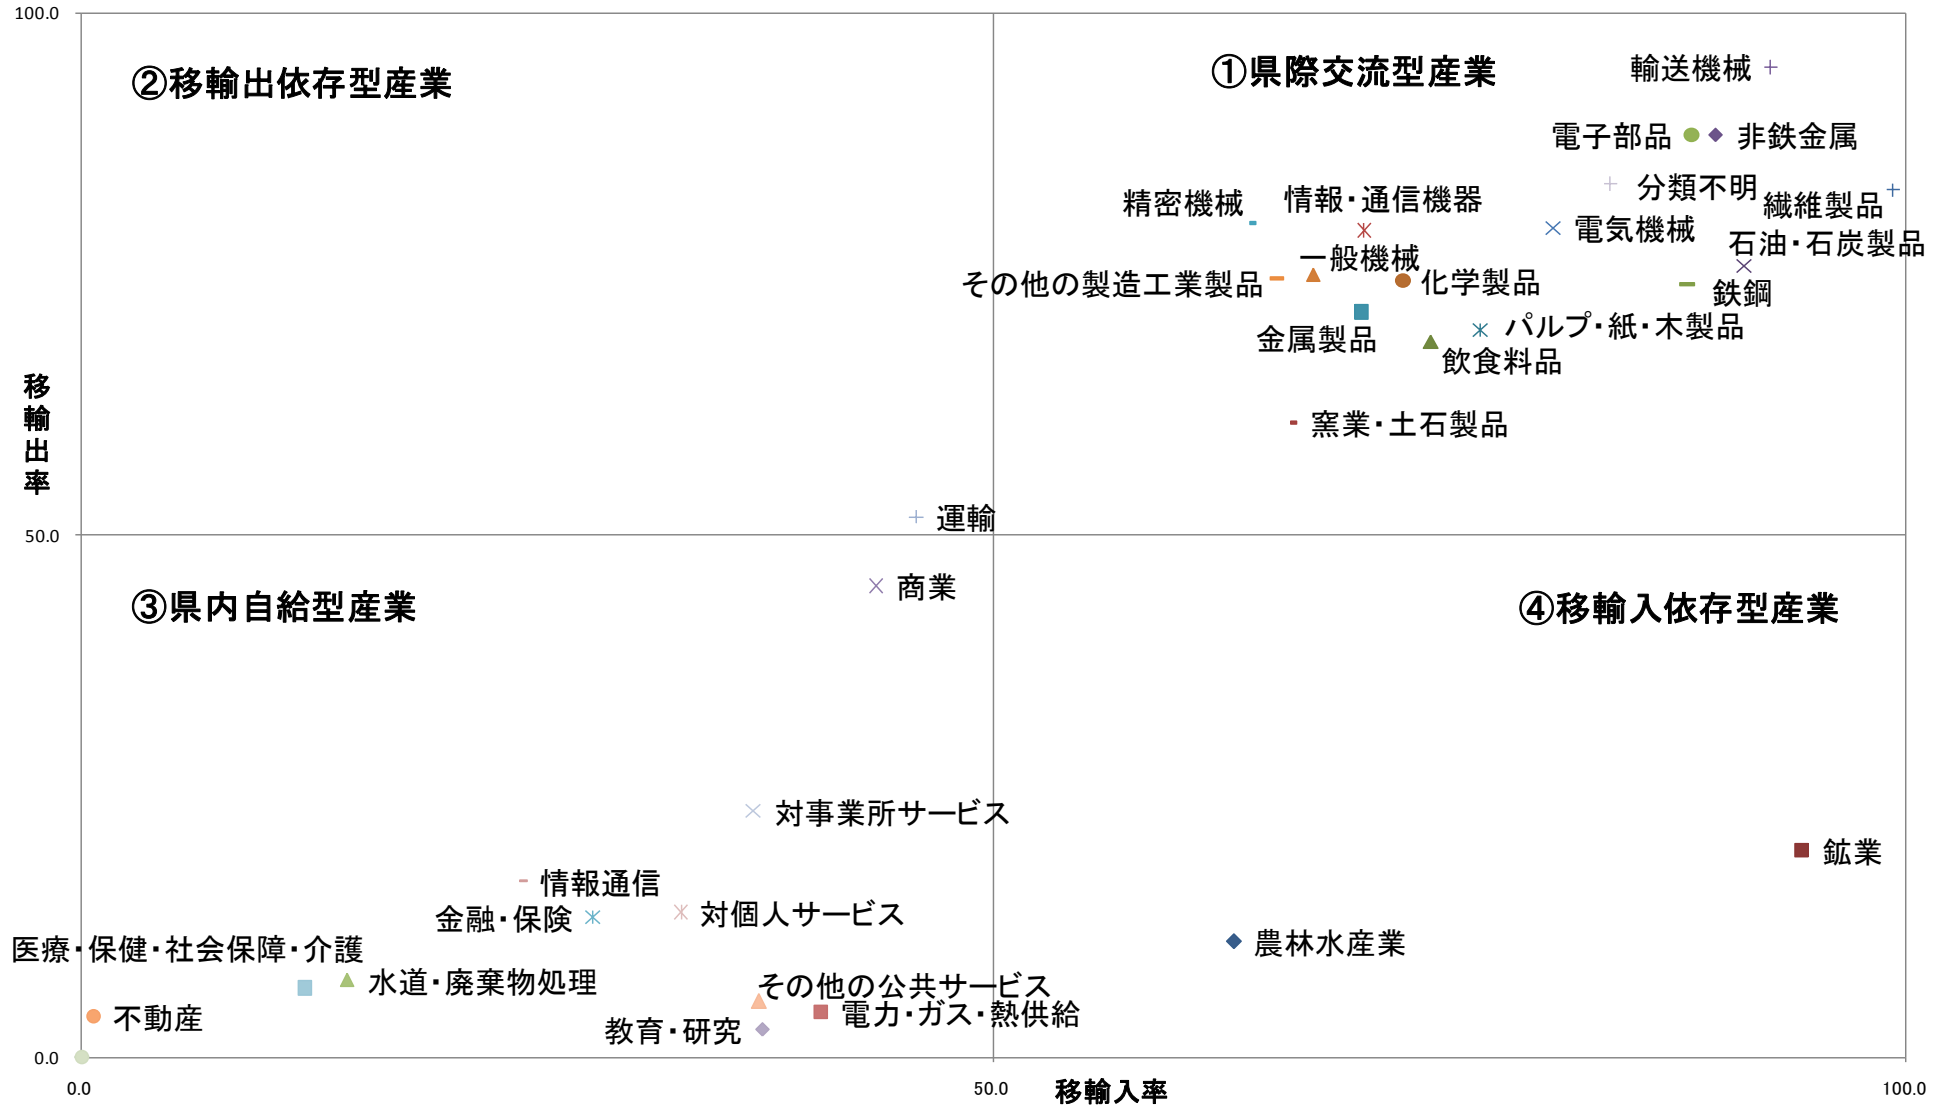 100.0
②移輸出依存型産業
①県際交流型産業
輸送機械
電子部品
非鉄金属
分類不明
繊維製品
精密機械
情報・通信機器
電気機械
石油・石炭製品
一般機械
その他の製造工業製品
化学製品
鉄鋼
金属製品
パルプ・紙・木製品
飲食料品
移輸出率
窯業・土石製品
運輸
50.0
商業
③県内自給型産業
④移輸入依存型産業
対事業所サービス
鉱業
情報通信
金融・保険
対個人サービス
農林水産業
医療・保健・社会保障・介護
水道・廃棄物処理
その他の公共サービス
不動産
電力・ガス・熱供給
教育・研究
0.0
0.0
50.0
移輸入率
100.0